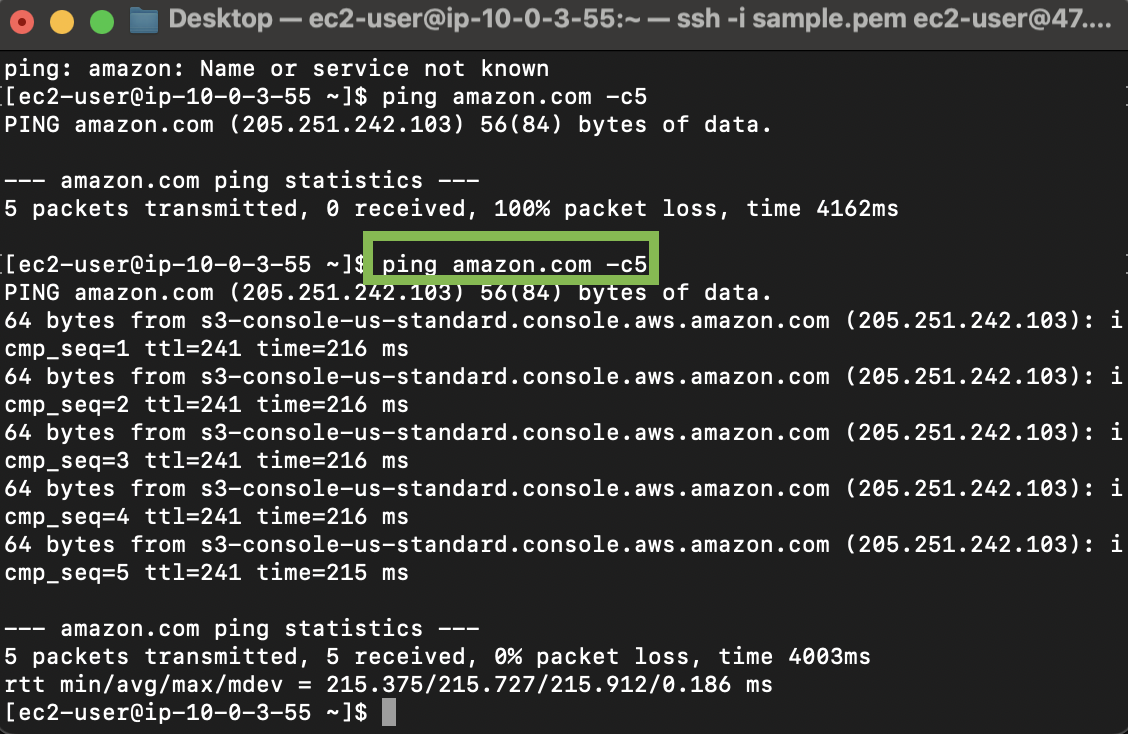 Desktop — ec2-user@ip-10-0-3-55:~ — ssh -i sample.pem ec2-user@47....
ping: amazon: Name or service not known
[ec2-user@ip-10-0-3-55 ~]$ ping amazon.com -c5
PING amazon.com (205.251.242.103) 56(84) bytes of data.
--- amazon.com ping statistics ---
5 packets transmitted, 0 received, 100% packet loss, time 4162ms
[ec2-user@ip-10-0-3-55 ~]$ ping amazon.com -c5
PING amazon.com (205.251.242.103) 56(84) bytes of data.
64 bytes from s3-console-us-standard.console.aws.amazon.com (205.251.242.103): i
cmp_seq=1 ttl=241 time=216 ms
64 bytes from s3-console-us-standard.console.aws.amazon.com (205.251.242.103): i
cmp_seq=2 ttl=241 time=216 ms
64 bytes from s3-console-us-standard.console.aws.amazon.com (205.251.242.103): i
cmp_seq=3 ttl=241 time=216 ms
64 bytes from s3-console-us-standard.console.aws.amazon.com (205.251.242.103): i
cmp_seq=4 ttl=241 time=216 ms
64 bytes from s3-console-us-standard.console.aws.amazon.com (205.251.242.103): i
cmp_seq=5 ttl=241 time=215 ms
--- amazon.com ping statistics ---
5 packets transmitted, 5 received, 0% packet loss, time 4003ms
rtt min/avg/max/mdev = 215.375/215.727/215.912/0.186 ms
[ec2-user@ip-10-0-3-55 ~]$